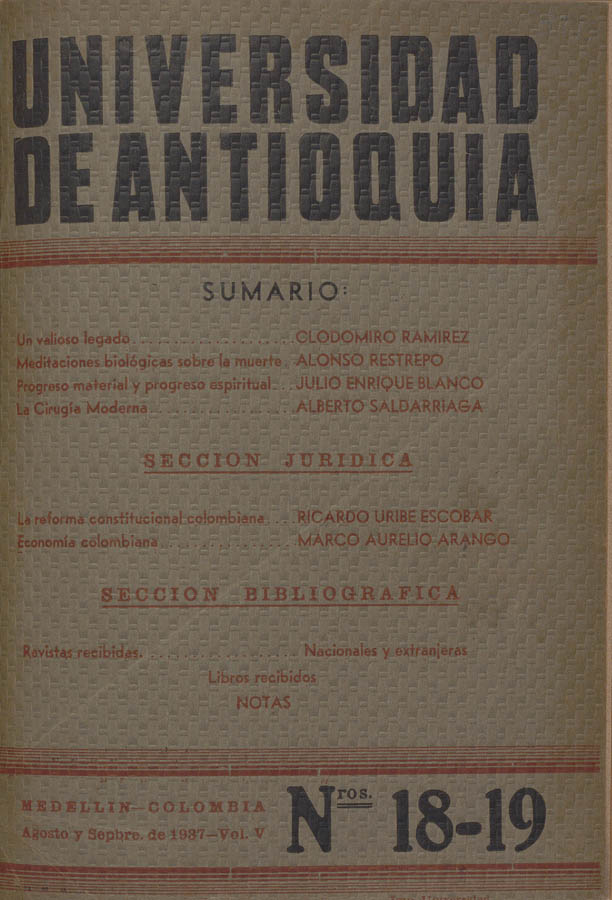 UNIVERSIDAD
DE ANTIOQUIA
SUMARIO:
Un valioso legado . . . . . . . . . . . . . . . . . . . . . CLODOMIRO RAMIREZ
Meditaciones biológicas sobre la muerte . ALONSO RESTREPO
Progreso material y progreso espiritual. . . JULIO ENRIQUE BLANCO
La Cirugía Moderna . . . . . . . . . . . . . . . . . . ALBERTO SALDARRIAGA
SECCION JURIDICA
La reforma constitucional colombiana . . . RICARDO URIBE ESCOBAR
Economía colombiana . . . . . . . . . . . . . . . . MARCO AURELIO ARANGO
SECCION BIBLIOGRAFICA
Revistas recibidas. . . . . . . . . . . . . . . . . . . Nacionales y extranjeras
Libros recibidos
NOTAS
MEDELLIN—COLOMBIA
Agosto y Sepbre. de 1937—Vol. V
Nros. 18-19